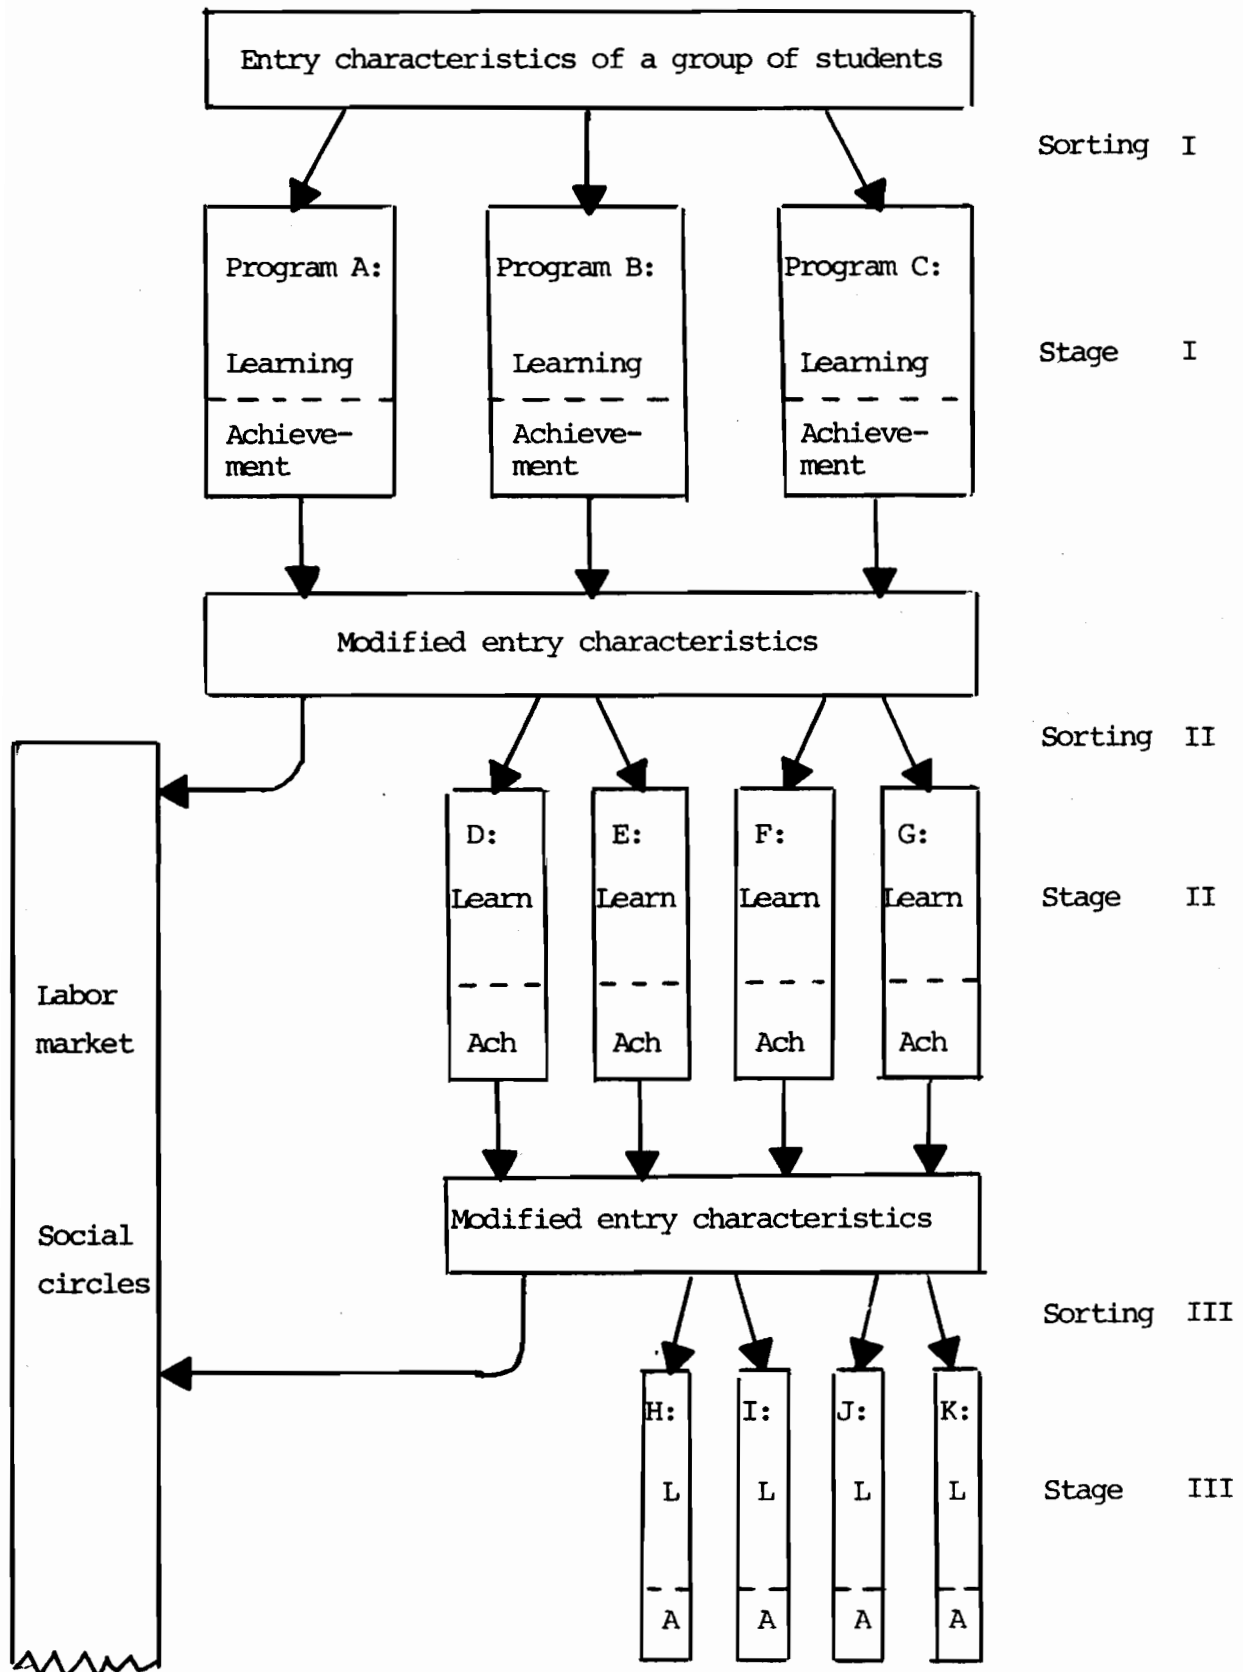 Entry characteristics of a group of students
Sorting I
Program A:
Learning
Achieve-
ment
Program B:
Learning
Achieve-
ment
Program C:
Learning
Achieve-
ment
Stage I
Modified entry characteristics
Sorting II
D:
Learn
Ach
E:
Learn
Ach
F:
Learn
Ach
G:
Learn
Ach
Stage II
Labor
market
Social
circles
Modified entry characteristics
Sorting III
H:
L
A
I:
L
A
J:
L
A
K:
L
A
Stage III